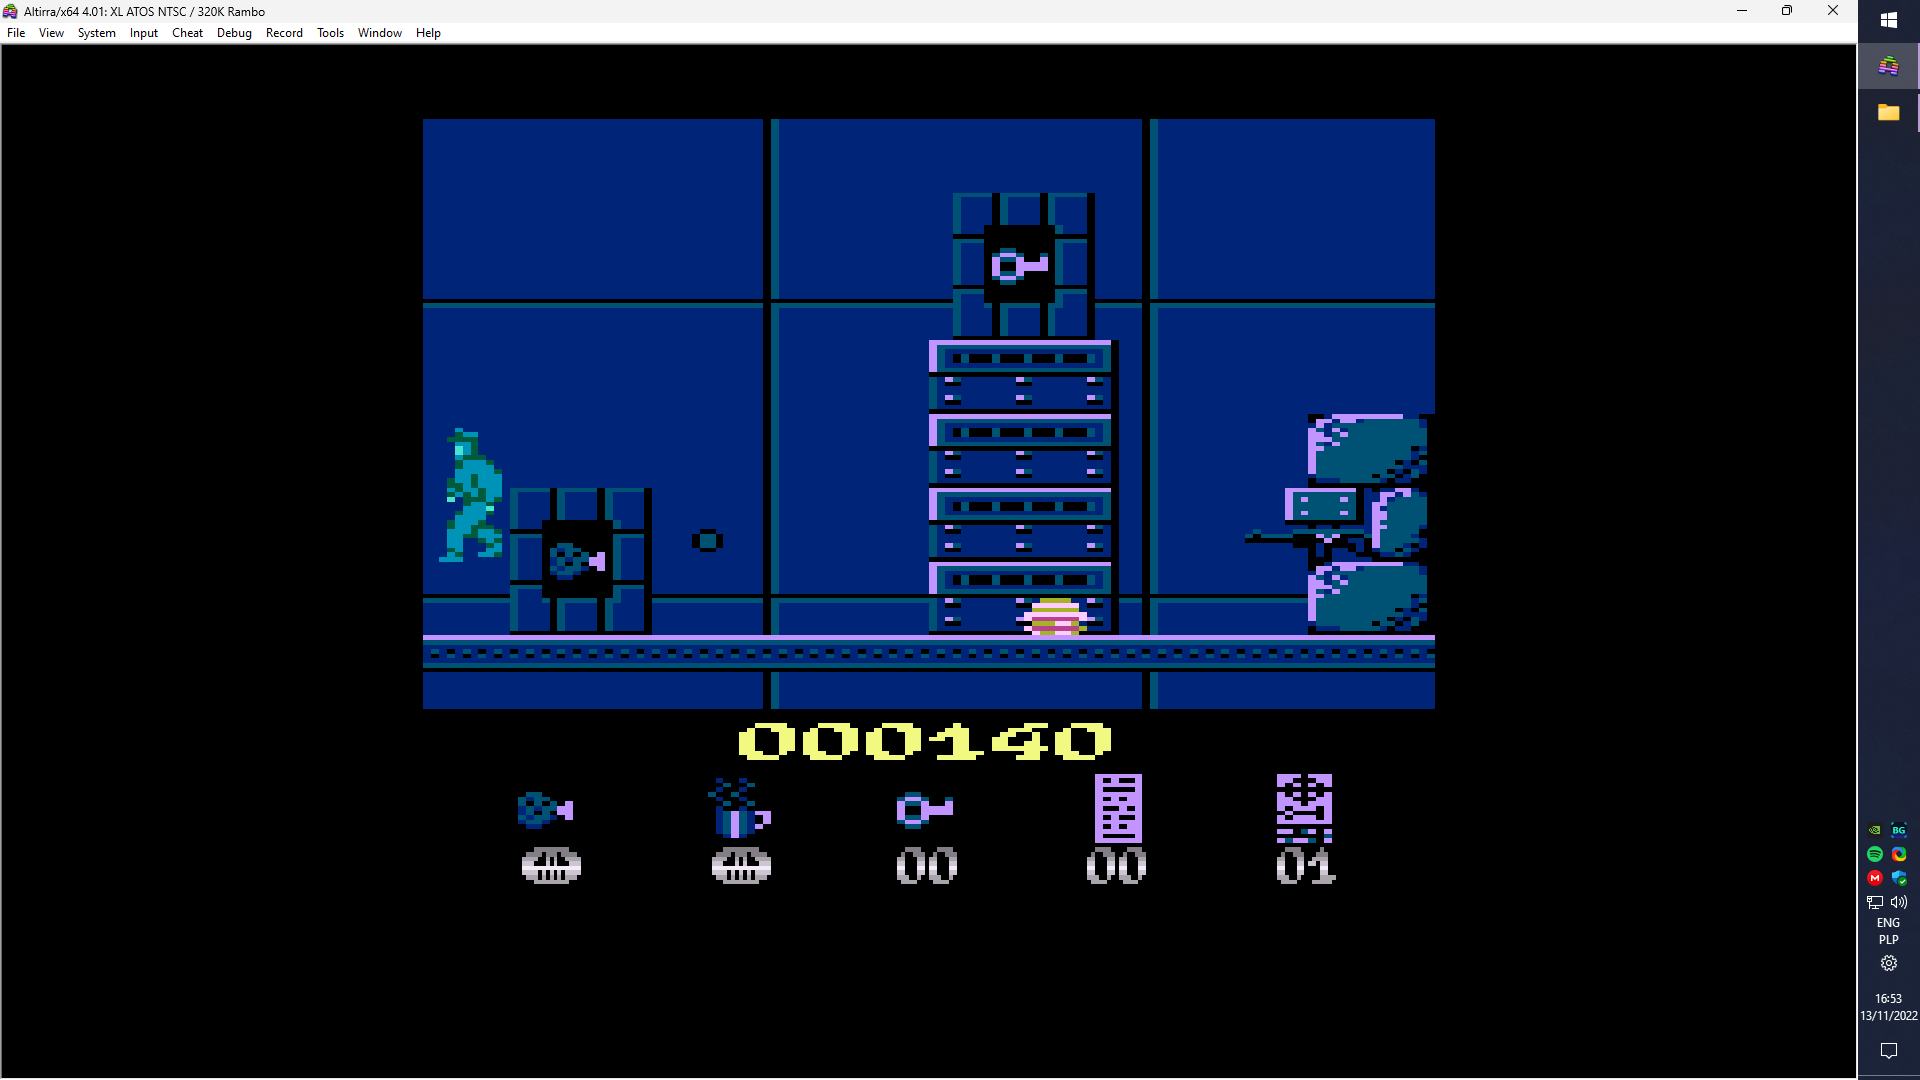 Altirra/x64 4.01: XL ATOS NTSC / 320K Rambo
File View System Input Cheat Debug Record Tools Window Help
000140
00 00 01
BG
M
ENG
PLP
16:53
13/11/2022